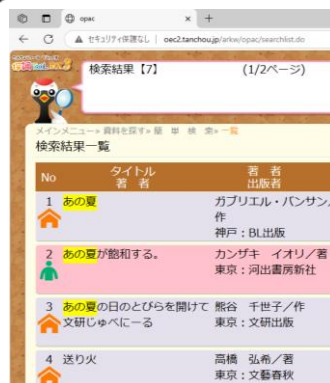 opac
セキュリティ保護なし | oec2.tanchou.jp/arkw/opac/searchlist.do
検索結果【7】 (1/2ページ)
メインメニュー» 資料を探す» 簡 単 検 索» 一覧
検索結果一覧
No タイトル 著 者
著 者 出版者
1 あの夏 ガブリエル・バンサン/
作
神戸：BL出版
2 あの夏が飽和する。 カンザキ イオリ/著
東京：河出書房新社
3 あの夏の日のとびらを開けて 熊谷 千世子/作
文研じゅべにーる 東京：文研出版
4 送り火 高橋 弘希/著
東京：文藝春秋